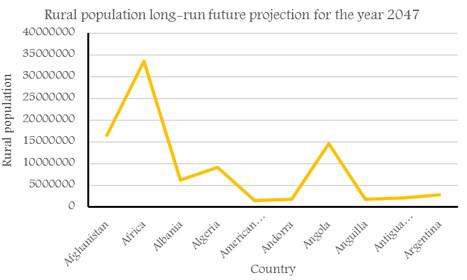 Rural population long-run future projection for the year 2047
40000000
35000000
30000000
25000000
20000000
15000000
10000000
5000000
0
Rural population
Afghanistan
Africa
Albania
Algeria
American…
Andorra
Angola
Anguilla
Antigua…
Argentina
Country